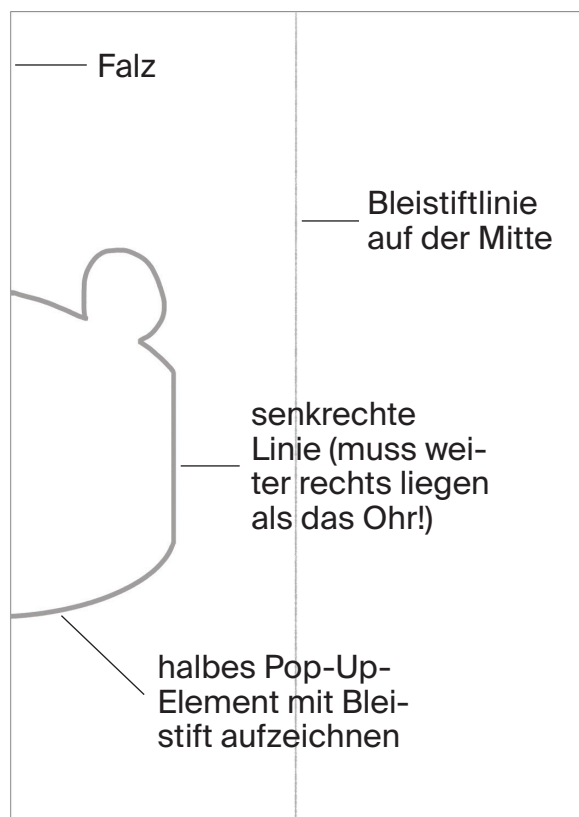 Falz
Bleistiftlinie
auf der Mitte
senkrechte
Linie (muss wei-
ter rechts liegen
als das Ohr!)
halbes Pop-Up-
Element mit Blei-
stift aufzeichnen